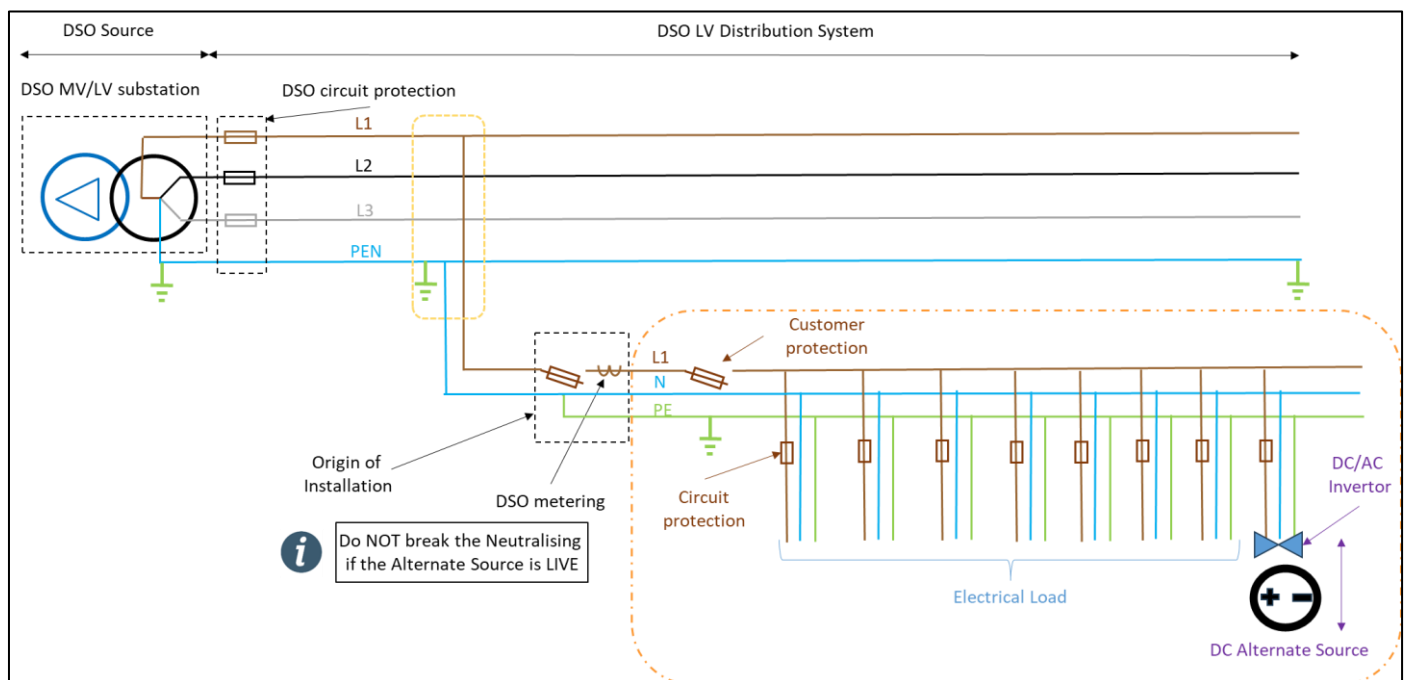 DSO Source
DSO LV Distribution System
DSO MV/LV substation
DSO circuit protection
L1
L2
L3
PEN
Customer
protection
L1
N
PE
Origin of
Installation
DSO metering
Circuit
protection
DC/AC
Invertor
i
Do NOT break the Neutralising
if the Alternate Source is LIVE
Electrical Load
+ -
DC Alternate Source